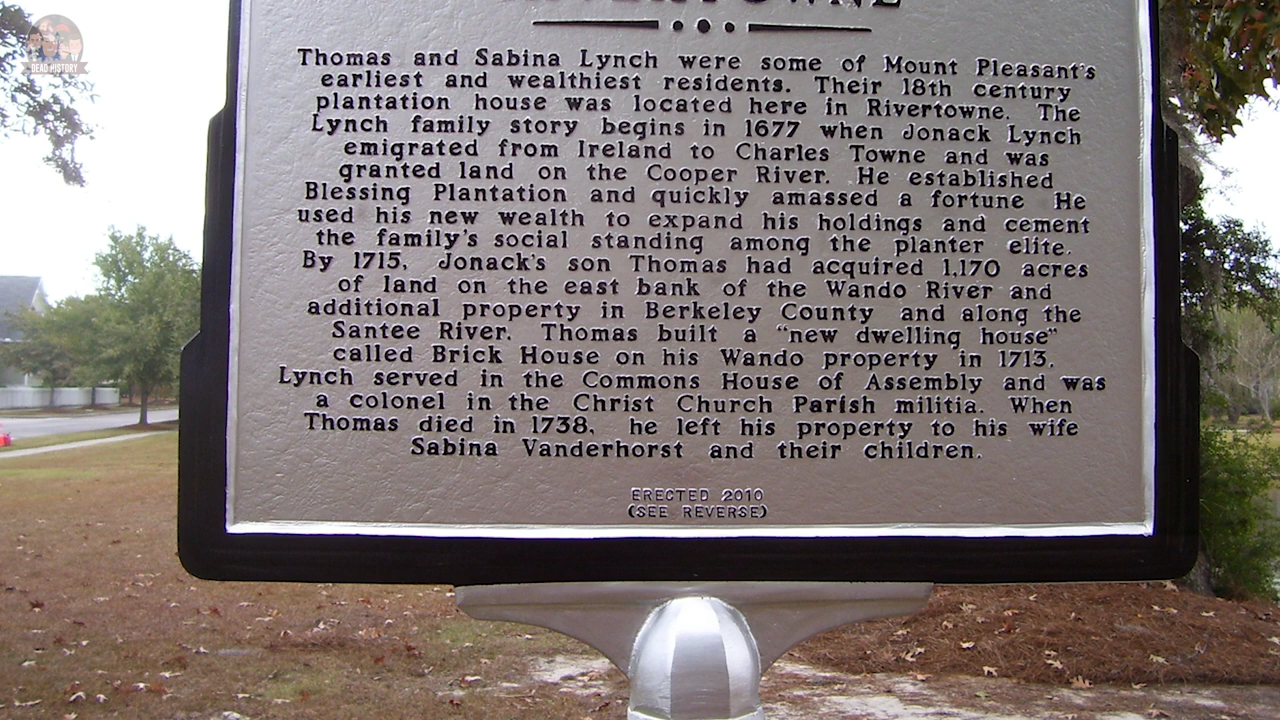 RIVERTOWNE
DEAD HISTORY
Thomas and Sabina Lynch were some of Mount Pleasant's
earliest and wealthiest residents. Their 18th century
plantation house was located here in Rivertowne. The
Lynch family story begins in 1677 when Jonack Lynch
emigrated from Ireland to Charles Towne and was
granted land on the Cooper River. He established
Blessing Plantation and quickly amassed a fortune He
used his new wealth to expand his holdings and cement
the family's social standing among the planter elite.
By 1715, Jonack's son Thomas had acquired 1,170 acres
of land on the east bank of the Wando River and
additional property in Berkeley County and along the
Santee River. Thomas built a "new dwelling house"
called Brick House on his Wando property in 1713.
Lynch served in the Commons House of Assembly and was
a colonel in the Christ Church Parish militia. When
Thomas died in 1738, he left his property to his wife
Sabina Vanderhorst and their children.
ERECTED 2010
(SEE REVERSE)